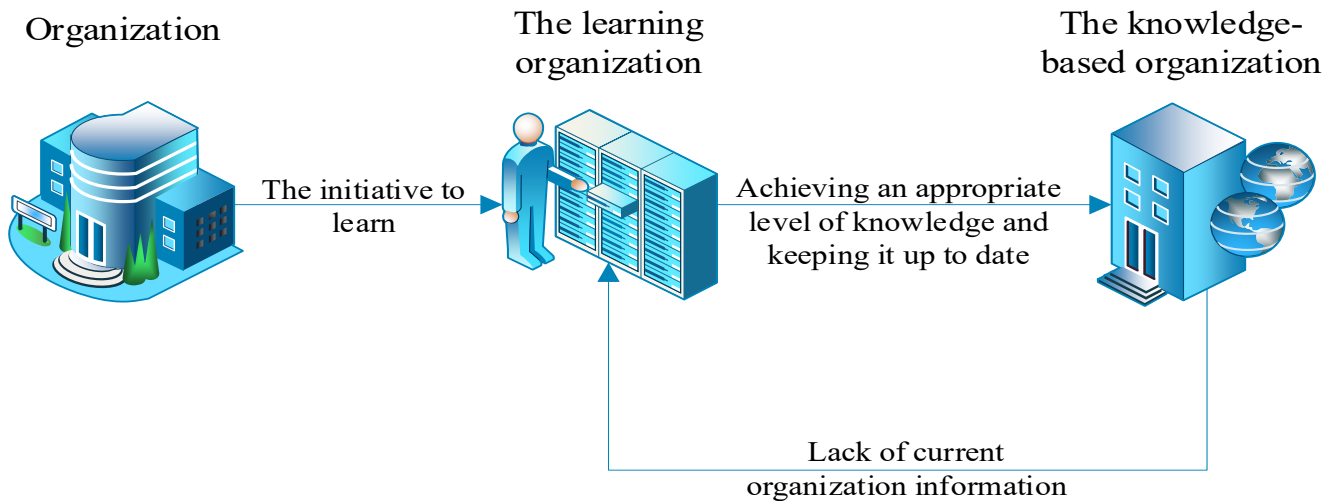 Organization
The learning
organization
The knowledge-
based organization
The initiative to
learn
Achieving an appropriate
level of knowledge and
keeping it up to date
Lack of current
organization information